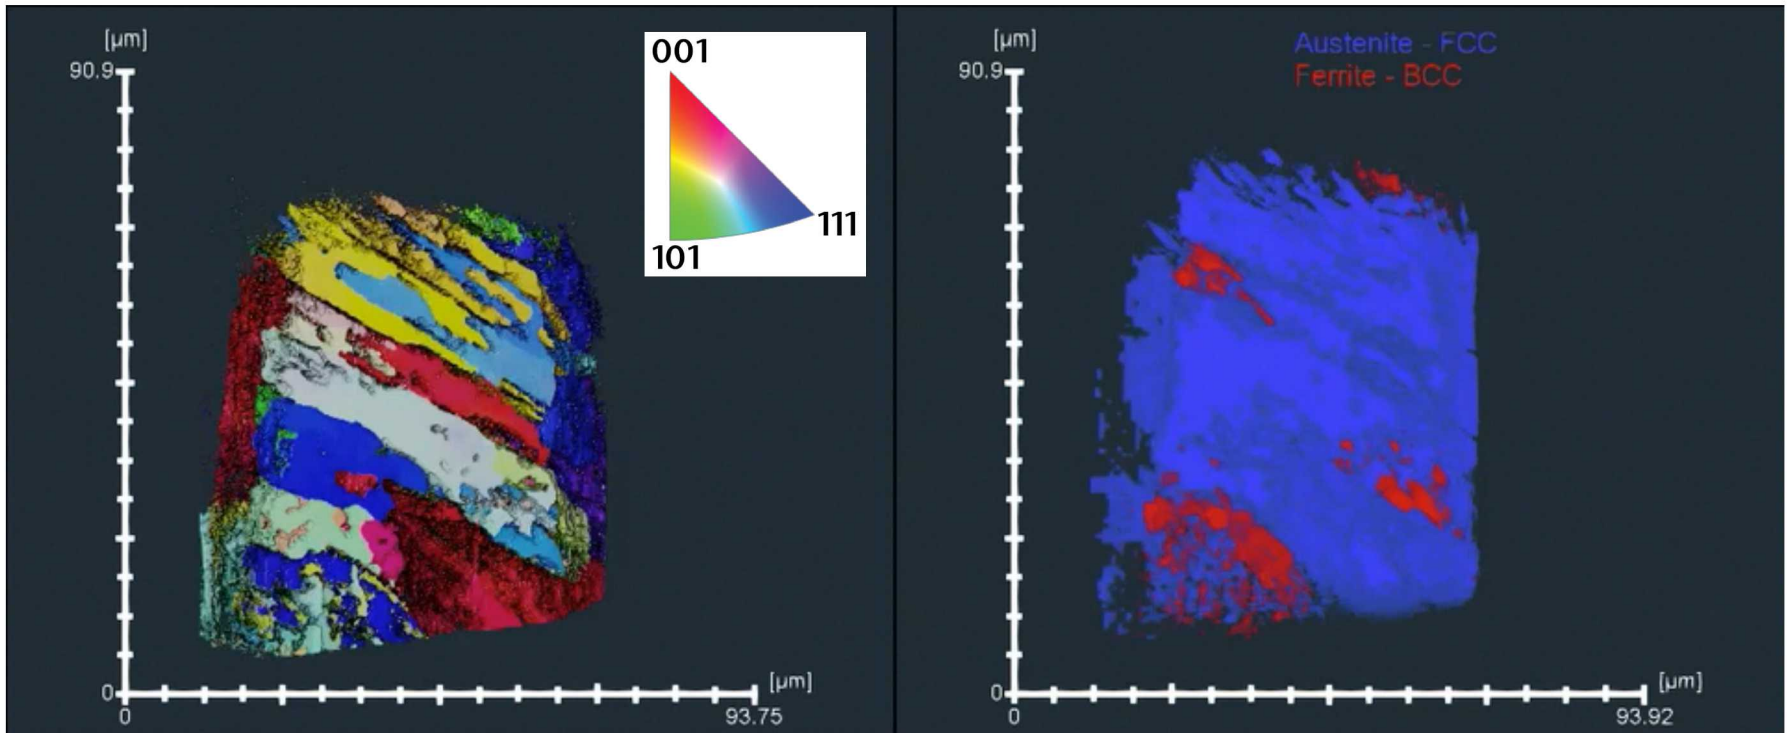 [µm]
90.9
0
0
93.75
[µm]
001
111
101
[µm]
90.9
0
0
93.92
[µm]
Austenite - FCC
Ferrite - BCC